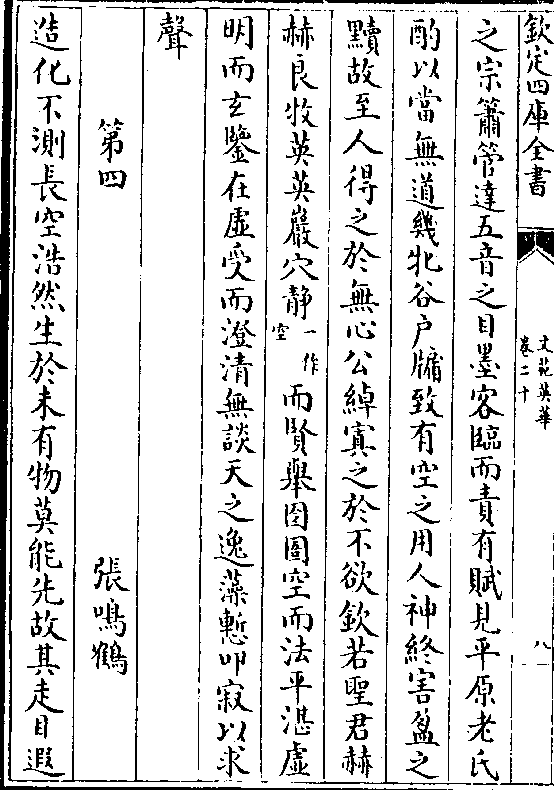 欽定四庫全書
文苑英華
卷二十
八
之宗簫管達五音之目墨客臨而責有賦見平原老氏
酌以當無道幾牝谷戸牖致有空之用人神終害盈之
黷故至人得之於無心公綽寘之於不欲欽若聖君赫
赫良牧英英巖穴静一作空而賢舉囹圄空而法平湛虚
明而玄鑒在虚受而澄清無談天之逸藻慙叩寂以求
聲
第四
張鳴鶴
造化不測長空浩然生於未有物莫能先故其走目遐